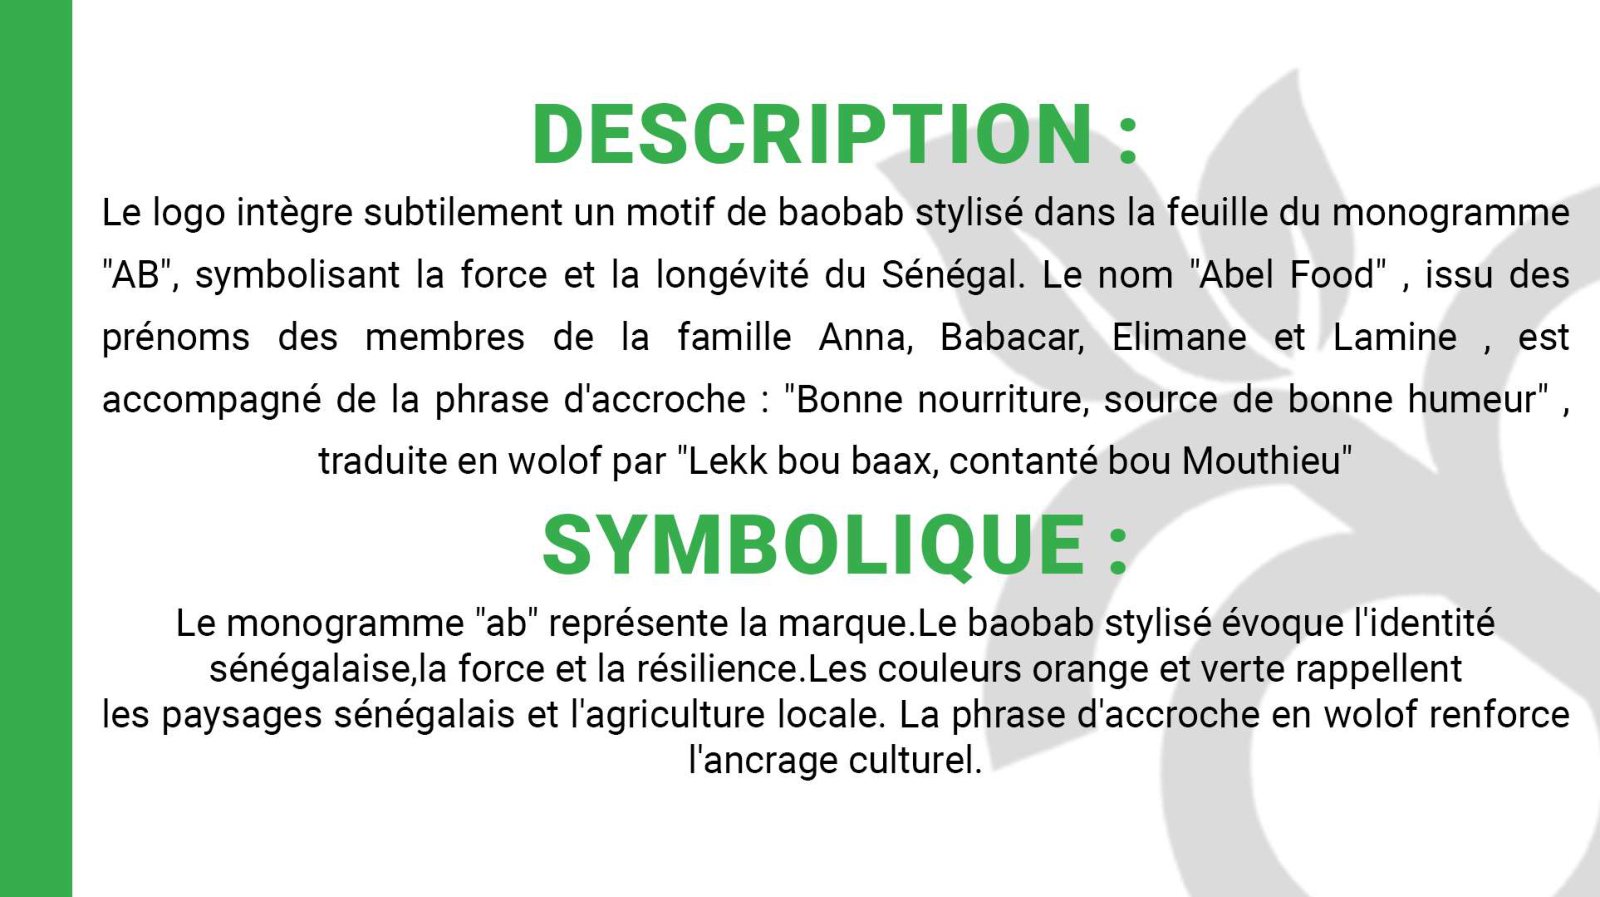 DESCRIPTION :
Le logo intègre subtilement un motif de baobab stylisé dans la feuille du monogramme
"AB", symbolisant la force et la longévité du Sénégal. Le nom "Abel Food" , issu des
prénoms des membres de la famille Anna, Babacar, Elimane et Lamine , est
accompagné de la phrase d'accroche : "Bonne nourriture, source de bonne humeur" ,
traduite en wolof par "Lekk bou baax, contanté bou Mouthieu"
SYMBOLIQUE :
Le monogramme "ab" représente la marque.Le baobab stylisé évoque l'identité
sénégalaise,la force et la résilience.Les couleurs orange et verte rappellent
les paysages sénégalais et l'agriculture locale. La phrase d'accroche en wolof renforce
l'ancrage culturel.